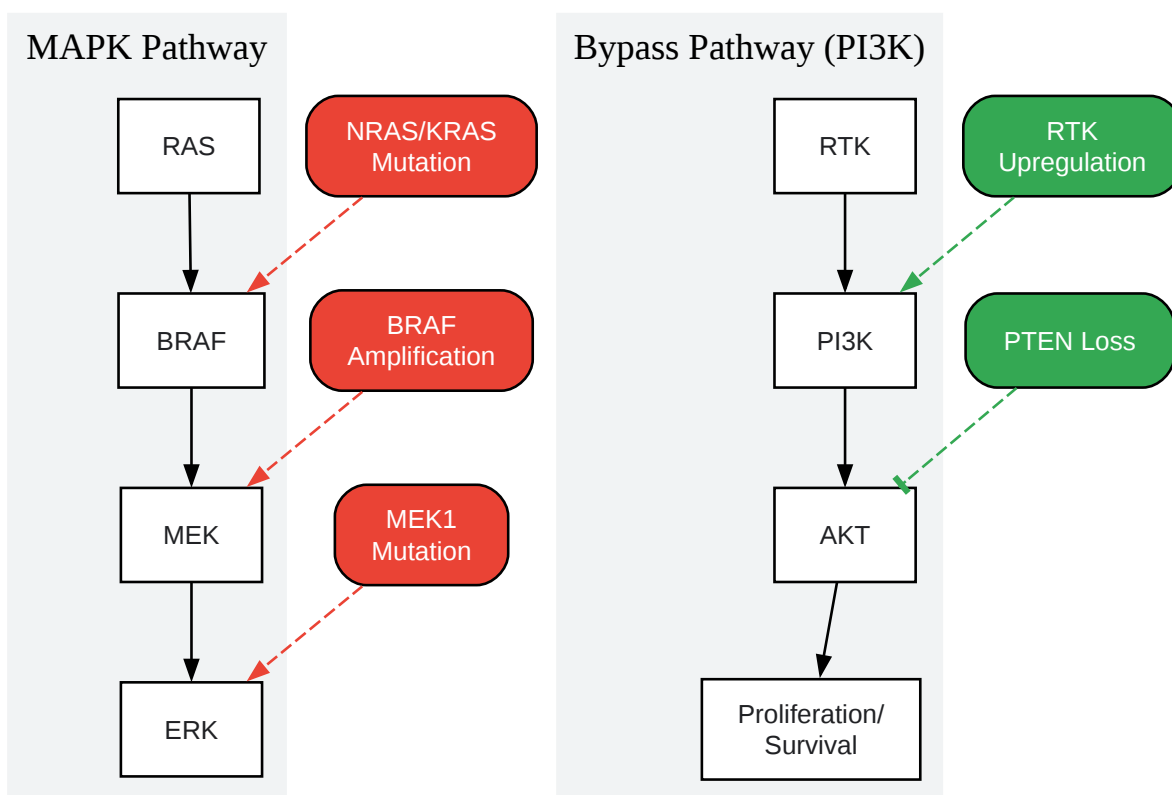 MAPK Pathway
RAS
NRAS/KRAS
Mutation
BRAF
BRAF
Amplification
MEK
MEK1
Mutation
ERK
Bypass Pathway (PI3K)
RTK
RTK
Upregulation
PI3K
PTEN Loss
AKT
Proliferation/
Survival